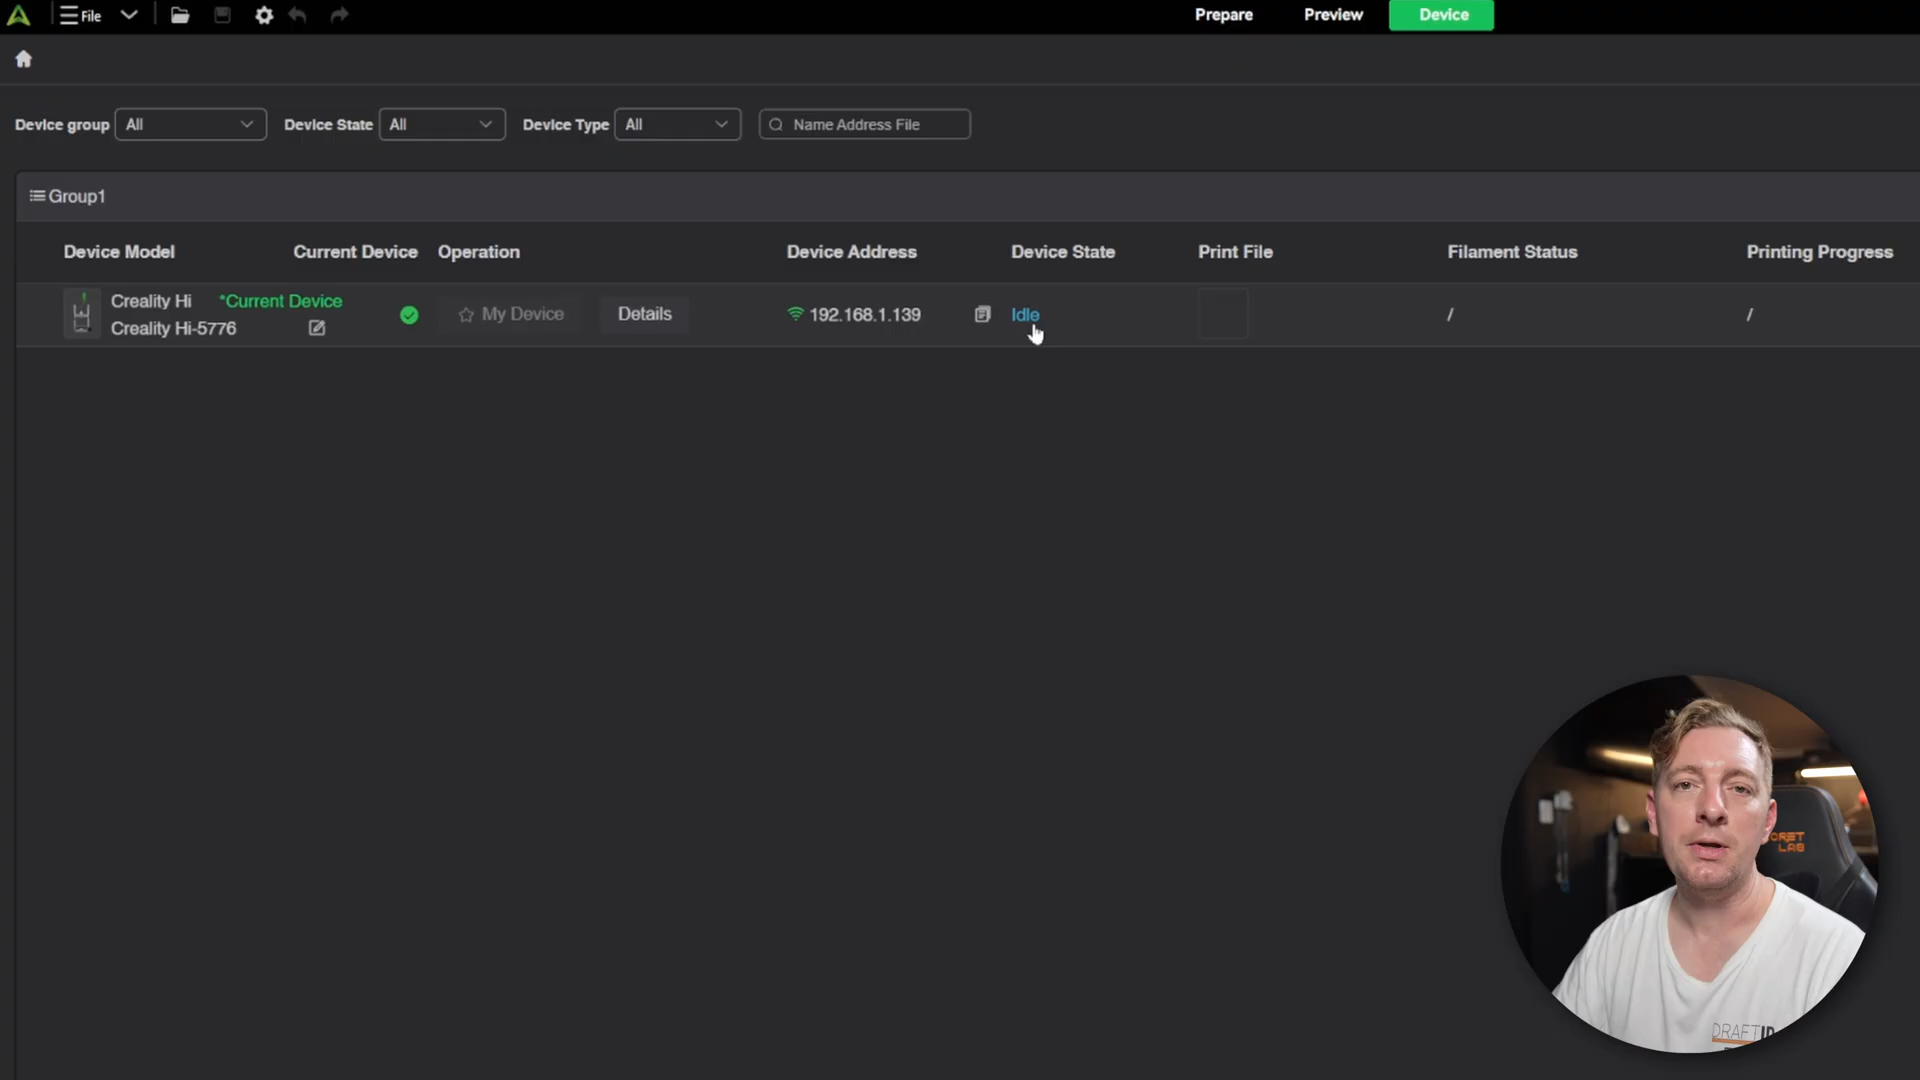 File
Prepare
Preview
Device
Device group
All
Device State
All
Device Type
All
Name Address File
Group1
Device Model
Current Device
Operation
Device Address
Device State
Print File
Filament Status
Printing Progress
Creality Hi
*Current Device
Creality Hi-5776
My Device
Details
192.168.1.139
Idle
/
/
LAB